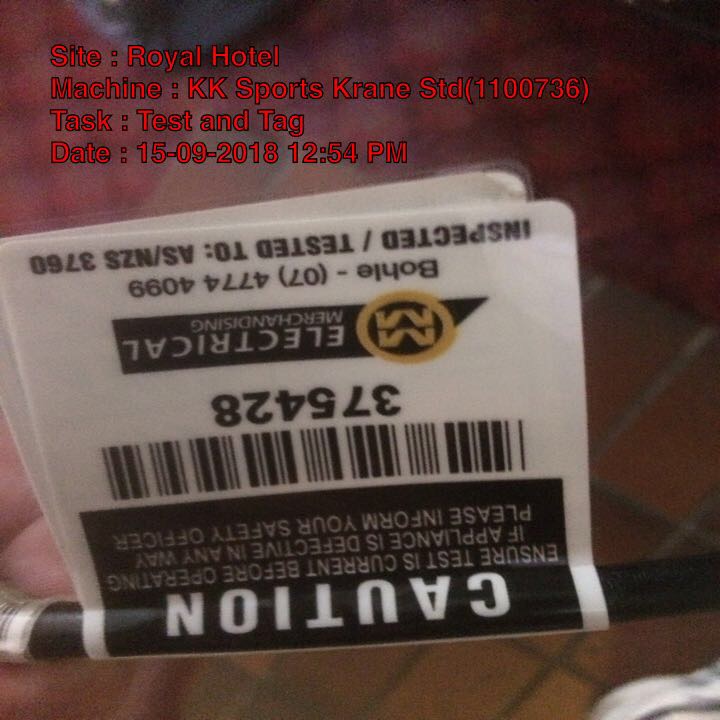 Site : Royal Hotel
Machine : KK Sports Krane Std(1100736)
Task : Test and Tag
Date : 15-09-2018 12:54 PM
CAUTION
ENSURE TEST IS CURRENT BEFORE OPERATING
IF APPLIANCE IS DEFECTIVE IN ANY WAY
PLEASE INFORM YOUR SAFETY OFFICER
375428
MM ELECTRICAL
MERCHANDISING
Bohle - (07) 4774 4099
INSPECTED / TESTED TO: AS/NZS 3760